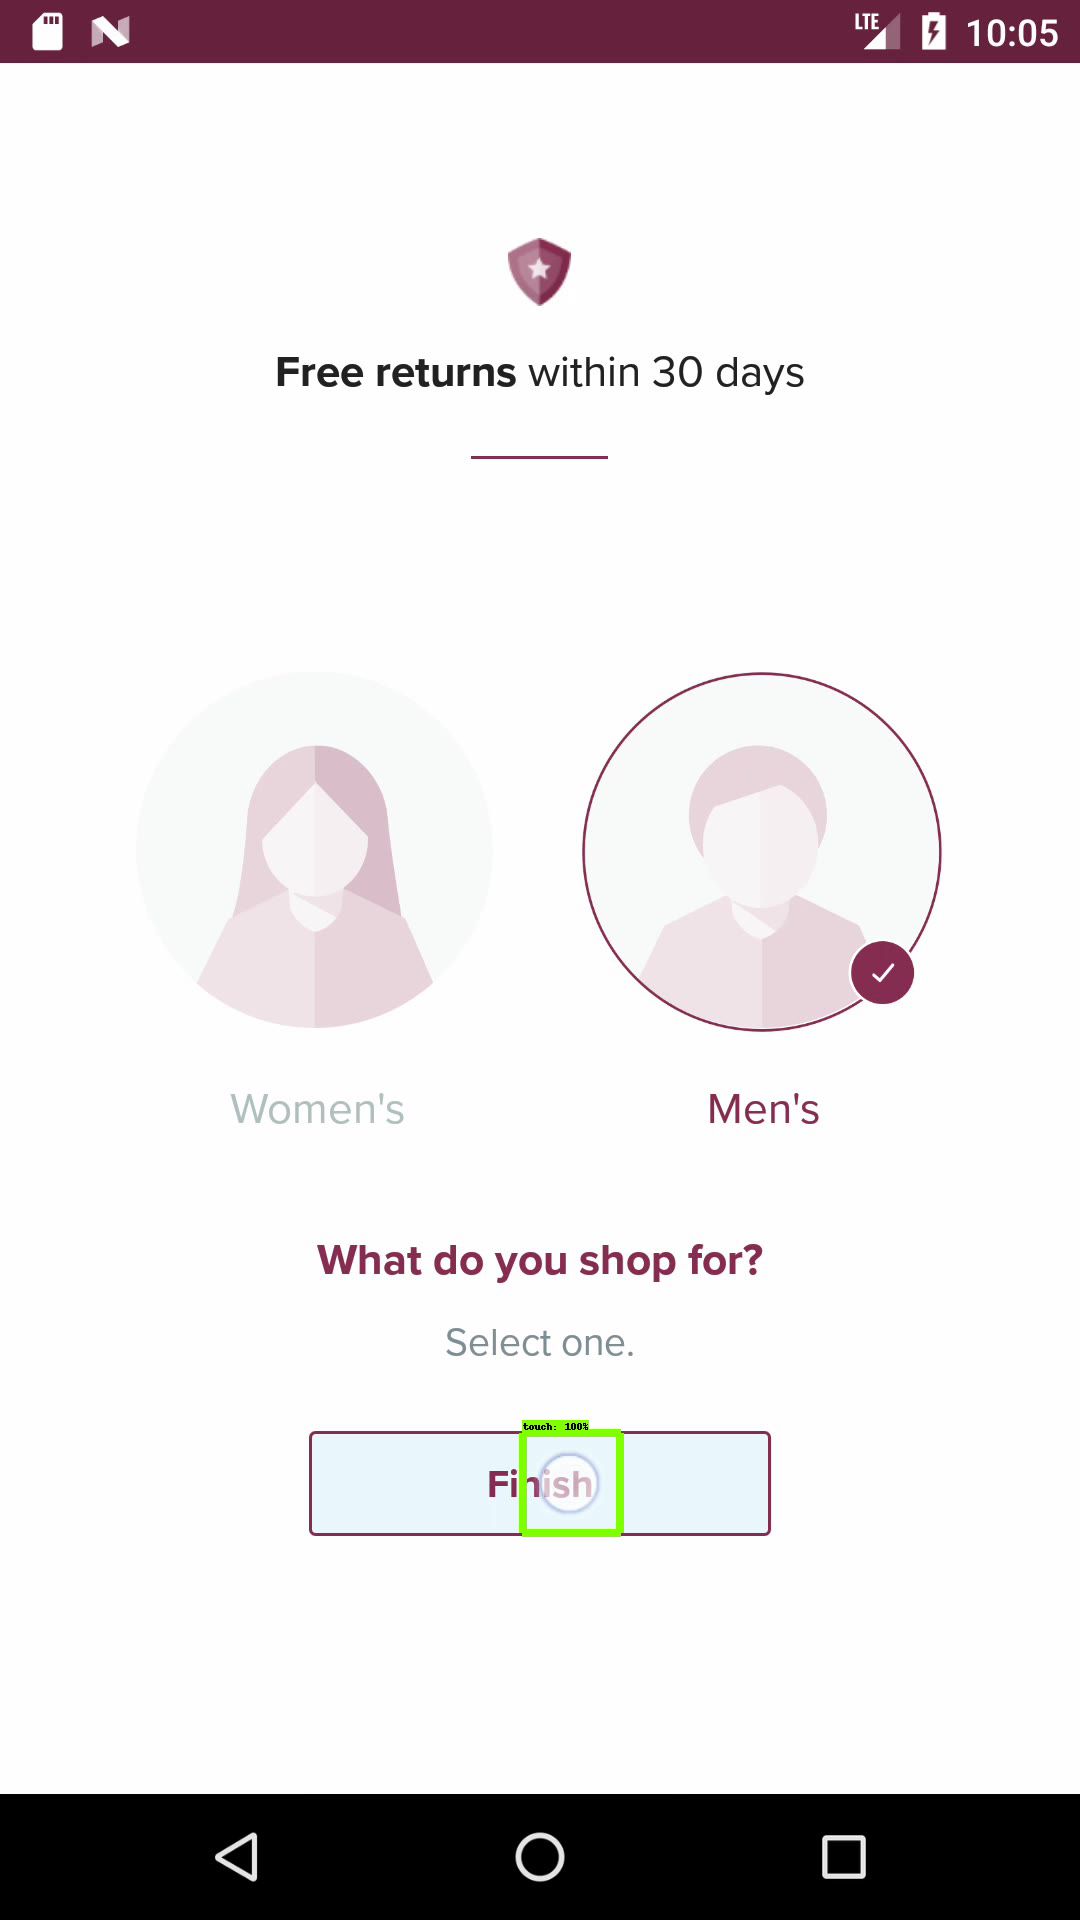 LTE 10:05
Free returns within 30 days
Women's Men's
What do you shop for?
Select one.
touch: 100%
Finish